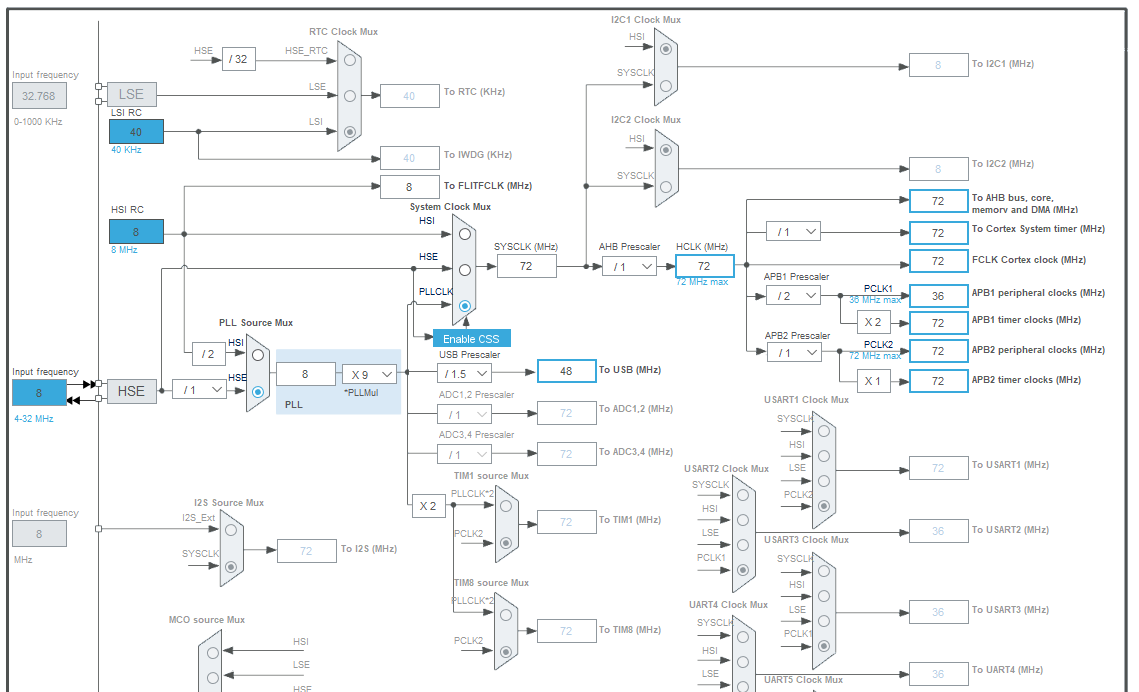 I2C1 Clock Mux
HSI
SYSCLK
8
To I2C1 (MHz)
RTC Clock Mux
HSE
/ 32
HSE_RTC
LSE
LSI
40
To RTC (KHz)
Input frequency
32.768
0-1000 KHz
LSE
LSI RC
40
40 KHz
40
To IWDG (KHz)
I2C2 Clock Mux
HSI
SYSCLK
8
To I2C2 (MHz)
8
To FLITFCLK (MHz)
HSI RC
8
8 MHz
System Clock Mux
HSI
HSE
PLLCLK
Enable CSS
SYSCLK (MHz)
72
AHB Prescaler
/ 1
HCLK (MHz)
72
72 MHz max
72
To AHB bus, core,
memory and DMA (MHz)
/ 1
72
To Cortex System timer (MHz)
72
FCLK Cortex clock (MHz)
APB1 Prescaler
/ 2
PCLK1
36 MHz max
36
APB1 peripheral clocks (MHz)
X 2
72
APB1 timer clocks (MHz)
APB2 Prescaler
/ 1
PCLK2
72 MHz max
72
APB2 peripheral clocks (MHz)
X 1
72
APB2 timer clocks (MHz)
PLL Source Mux
/ 2
HSI
HSE
Input frequency
8
4-32 MHz
HSE
/ 1
8
X 9
*PLLMul
PLL
USB Prescaler
/ 1.5
48
To USB (MHz)
ADC1,2 Prescaler
/ 1
72
To ADC1,2 (MHz)
ADC3,4 Prescaler
/ 1
72
To ADC3,4 (MHz)
X 2
TIM1 source Mux
PLLCLK*2
PCLK2
72
To TIM1 (MHz)
TIM8 source Mux
PLLCLK*2
PCLK2
72
To TIM8 (MHz)
Input frequency
8
MHz
I2S Source Mux
I2S_Ext
SYSCLK
72
To I2S (MHz)
MCO source Mux
HSI
LSE
HSE
USART1 Clock Mux
SYSCLK
HSI
LSE
PCLK2
72
To USART1 (MHz)
USART2 Clock Mux
SYSCLK
HSI
LSE
PCLK1
36
To USART2 (MHz)
USART3 Clock Mux
SYSCLK
HSI
LSE
PCLK1
36
To USART3 (MHz)
UART4 Clock Mux
SYSCLK
HSI
LSE
36
To UART4 (MHz)
UART5 Clock Mux